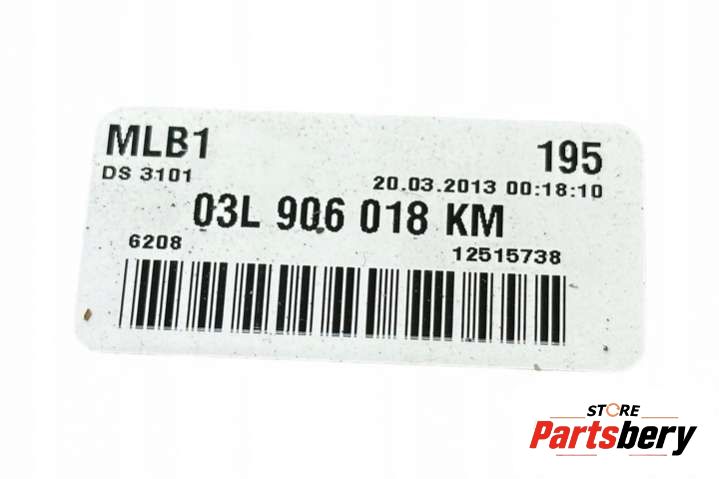 MLB1 195
DS 3101 20.03.2013 00:18:10
03L 906 018 KM
6208 12515738
STORE
Partsbery